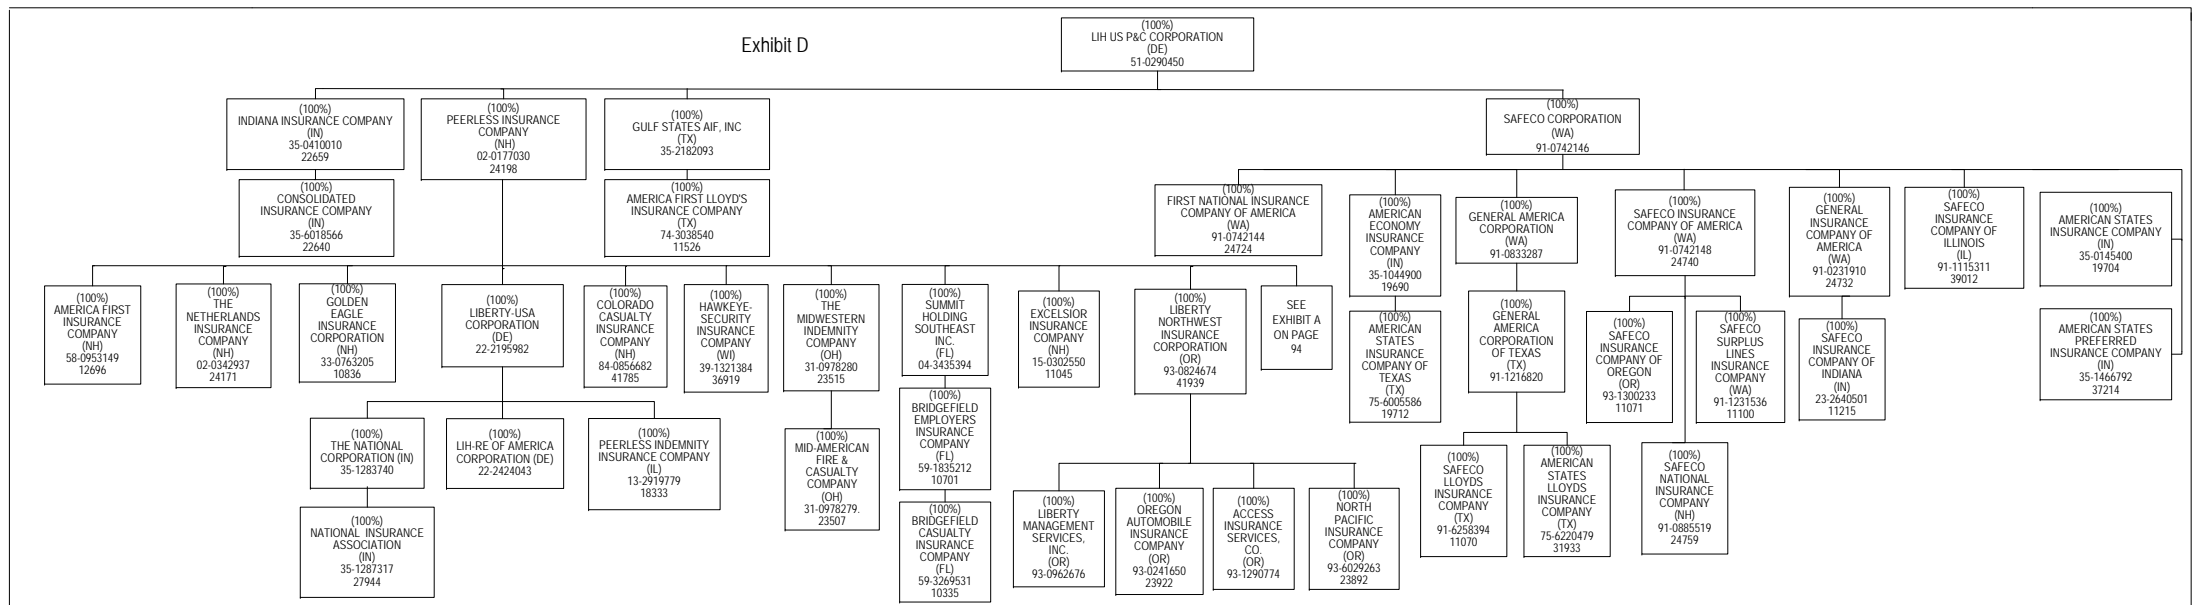 Exhibit D
(100%)
LIH US P&C CORPORATION
(DE)
51-0290450
(100%)
INDIANA INSURANCE COMPANY
(IN)
35-0410010
22659
(100%)
PEERLESS INSURANCE
COMPANY
(NH)
02-0177030
24198
(100%)
GULF STATES AIF, INC
(TX)
35-2182093
(100%)
SAFECO CORPORATION
(WA)
91-0742146
(100%)
CONSOLIDATED
INSURANCE COMPANY
(IN)
35-6018566
22640
(100%)
AMERICA FIRST LLOYD'S
INSURANCE COMPANY
(TX)
74-3038540
11526
(100%)
FIRST NATIONAL INSURANCE
COMPANY OF AMERICA
(WA)
91-0742144
24724
(100%)
AMERICAN
ECONOMY
INSURANCE
COMPANY
(IN)
35-1044900
19690
(100%)
GENERAL AMERICA
CORPORATION
(WA)
91-0833287
(100%)
SAFECO INSURANCE
COMPANY OF AMERICA
(WA)
91-0742148
24740
(100%)
GENERAL
INSURANCE
COMPANY OF
AMERICA
(WA)
91-0231910
24732
(100%)
SAFECO
INSURANCE
COMPANY OF
ILLINOIS
(IL)
91-1115311
39012
(100%)
AMERICAN STATES
INSURANCE COMPANY
(IN)
35-0145400
19704
(100%)
AMERICA FIRST
INSURANCE
COMPANY
(NH)
58-0953149
12696
(100%)
THE
NETHERLANDS
INSURANCE
COMPANY
(NH)
02-0342937
24171
(100%)
GOLDEN
EAGLE
INSURANCE
CORPORATION
(NH)
33-0763205
10836
(100%)
LIBERTY-USA
CORPORATION
(DE)
22-2195982
(100%)
COLORADO
CASUALTY
INSURANCE
COMPANY
(NH)
84-0856682
41785
(100%)
HAWKEYE-
SECURITY
INSURANCE
COMPANY
(WI)
39-1321384
36919
(100%)
THE
MIDWESTERN
INDEMNITY
COMPANY
(OH)
31-0978280
23515
(100%)
SUMMIT
HOLDING
SOUTHEAST
INC.
(FL)
04-3435394
(100%)
EXCELSIOR
INSURANCE
COMPANY
(NH)
15-0302550
11045
(100%)
LIBERTY
NORTHWEST
INSURANCE
CORPORATION
(OR)
93-0824674
41939
SEE
EXHIBIT A
ON PAGE
94
(100%)
AMERICAN
STATES
INSURANCE
COMPANY OF
TEXAS
(TX)
75-6005586
19712
(100%)
GENERAL
AMERICA
CORPORATION
OF TEXAS
(TX)
91-1216820
(100%)
SAFECO
INSURANCE
COMPANY OF
OREGON
(OR)
93-1300233
11071
(100%)
SAFECO
SURPLUS
LINES
INSURANCE
COMPANY
(WA)
91-1231536
11100
(100%)
SAFECO
INSURANCE
COMPANY OF
INDIANA
(IN)
23-2640501
11215
(100%)
AMERICAN STATES
PREFERRED
INSURANCE COMPANY
(IN)
35-1466792
37214
(100%)
THE NATIONAL
CORPORATION (IN)
35-1283740
(100%)
LIH-RE OF AMERICA
CORPORATION (DE)
22-2424043
(100%)
PEERLESS INDEMNITY
INSURANCE COMPANY
(IL)
13-2919779
18333
(100%)
MID-AMERICAN
FIRE &
CASUALTY
COMPANY
(OH)
31-0978279.
23507
(100%)
BRIDGEFIELD
EMPLOYERS
INSURANCE
COMPANY
(FL)
59-1835212
10701
(100%)
SAFECO
LLOYDS
INSURANCE
COMPANY
(TX)
91-6258394
11070
(100%)
AMERICAN
STATES
LLOYDS
INSURANCE
COMPANY
(TX)
75-6220479
31933
(100%)
SAFECO
NATIONAL
INSURANCE
COMPANY
(NH)
91-0885519
24759
(100%)
NATIONAL INSURANCE
ASSOCIATION
(IN)
35-1287317
27944
(100%)
BRIDGEFIELD
CASUALTY
INSURANCE
COMPANY
(FL)
59-3269531
10335
(100%)
LIBERTY
MANAGEMENT
SERVICES,
INC.
(OR)
93-0962676
(100%)
OREGON
AUTOMOBILE
INSURANCE
COMPANY
(OR)
93-0241650
23922
(100%)
ACCESS
INSURANCE
SERVICES,
CO.
(OR)
93-1290774
(100%)
NORTH
PACIFIC
INSURANCE
COMPANY
(OR)
93-6029263
23892